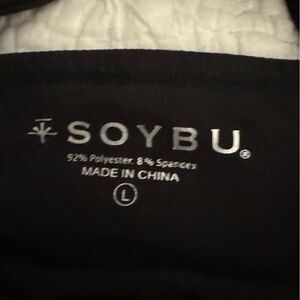 SOYBU®
92% Polyester. 8% Spandex
MADE IN CHINA
L